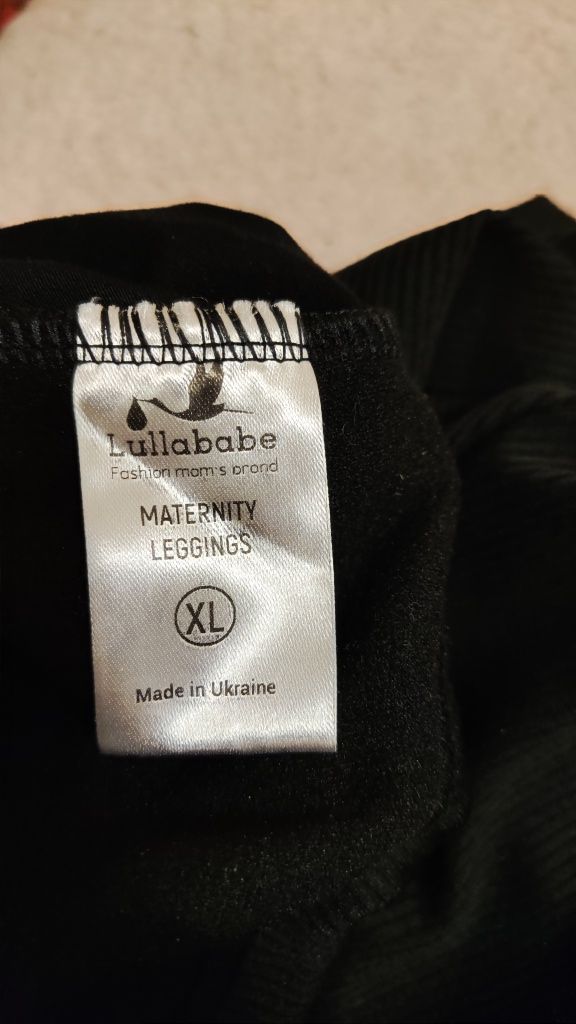 Lullababe
Fashion mom's brand
MATERNITY
LEGGINGS
XL
Made in Ukraine